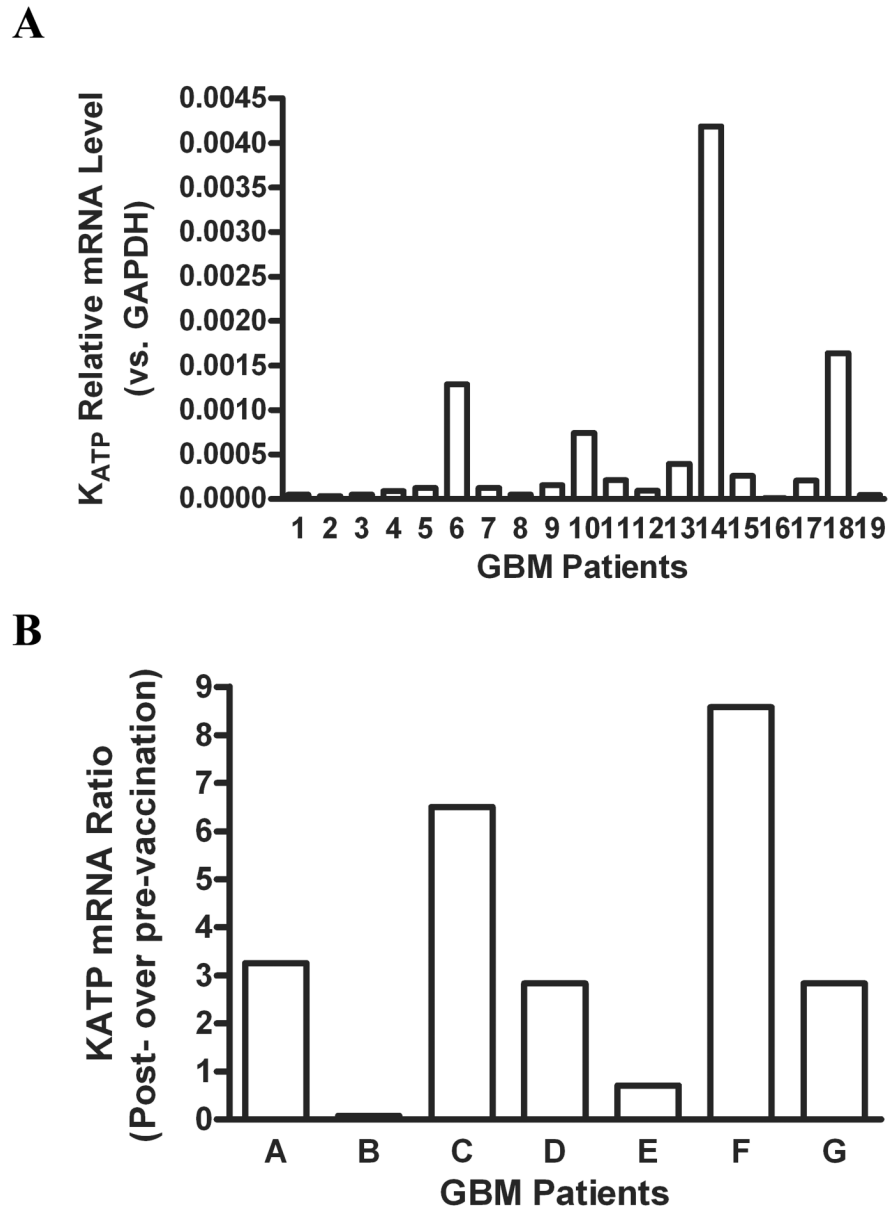 A
K_ATP Relative mRNA Level
(vs. GAPDH)
0.0045
0.0040
0.0035
0.0030
0.0025
0.0020
0.0015
0.0010
0.0005
0.0000
1 2 3 4 5 6 7 8 9 10 11 12 13 14 15 16 17 18 19
GBM Patients
B
KATP mRNA Ratio
(Post- over pre-vaccination)
9
8
7
6
5
4
3
2
1
0
A B C D E F G
GBM Patients